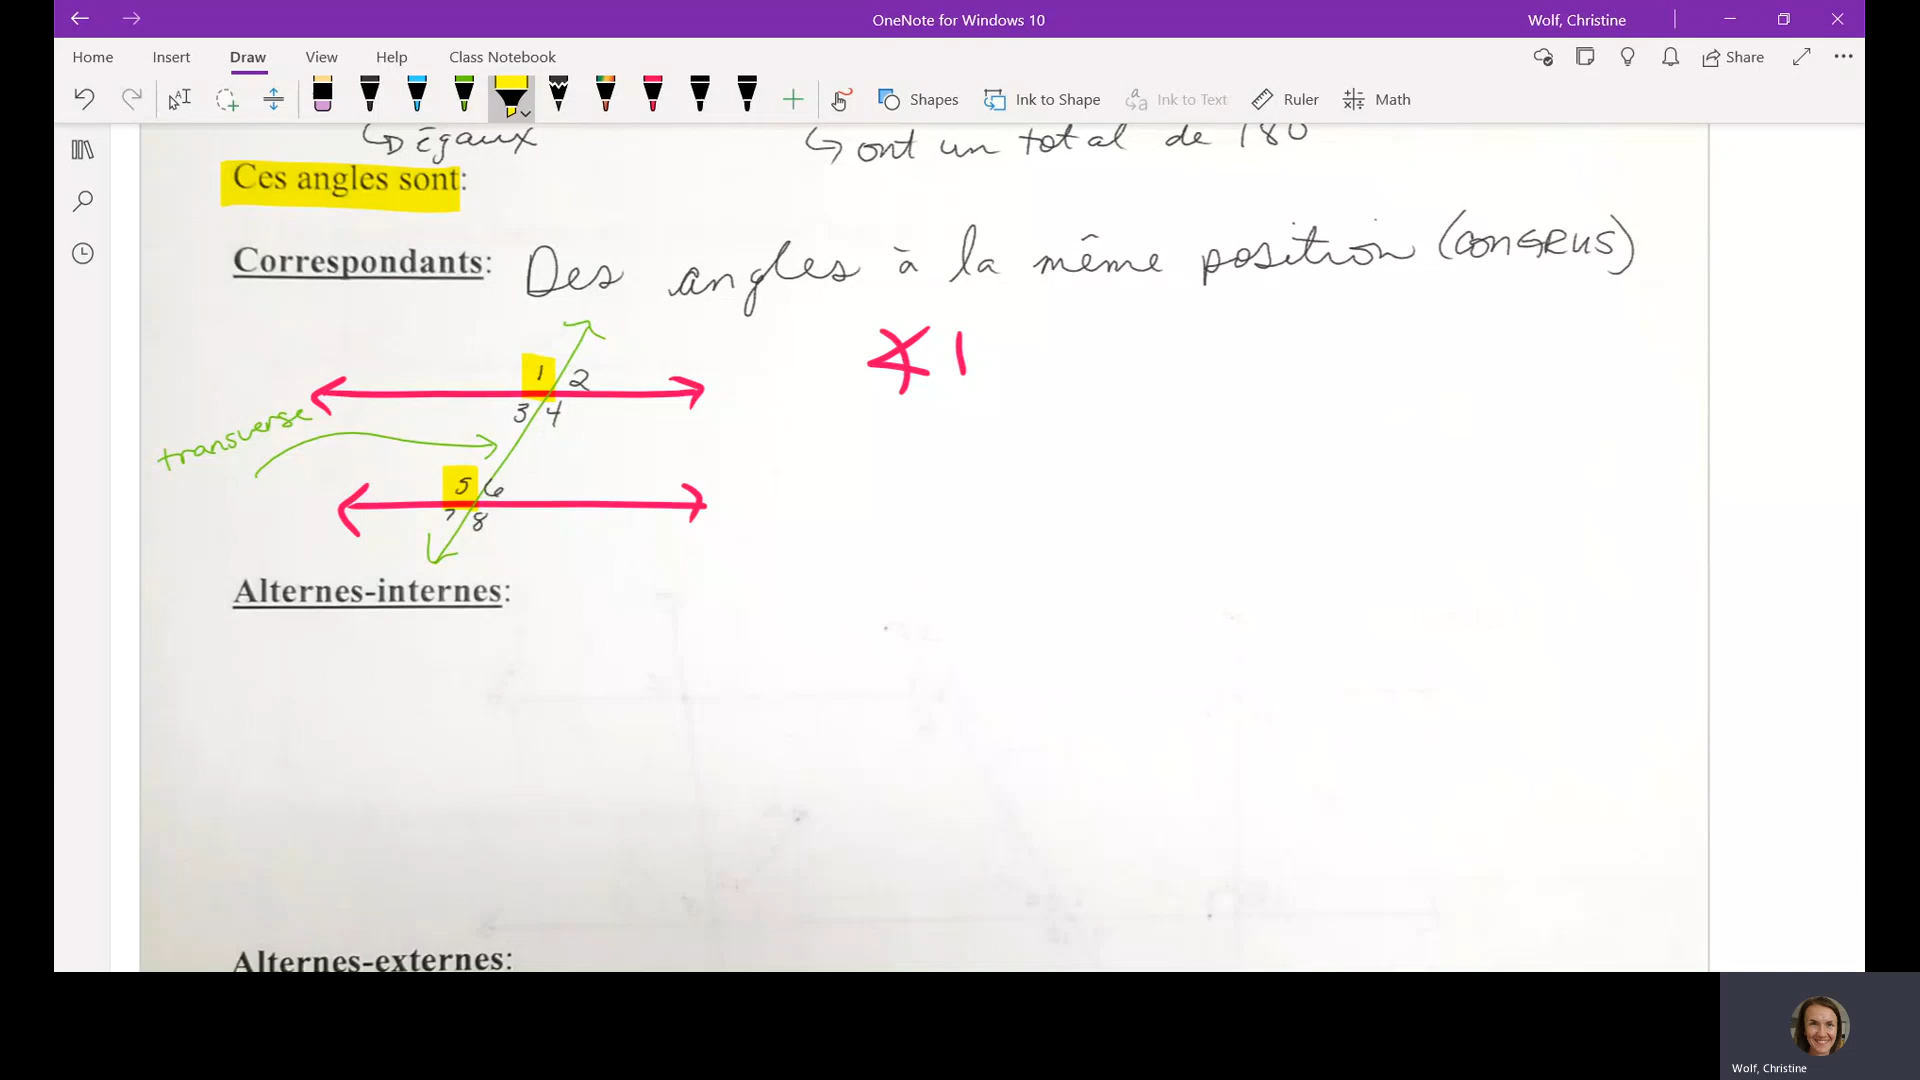 OneNote for Windows 10
Wolf, Christine
Home Insert Draw View Help Class Notebook
Share
Shapes Ink to Shape Ink to Text Ruler Math
↳ Égaux
↳ ont un total de 180
Ces angles sont:
Correspondants: Des angles à la même position (CONGRUS)
∡ 1
1 2
3 4
transverse
5 6
7 8
Alternes-internes:
Alternes-externes:
Wolf, Christine